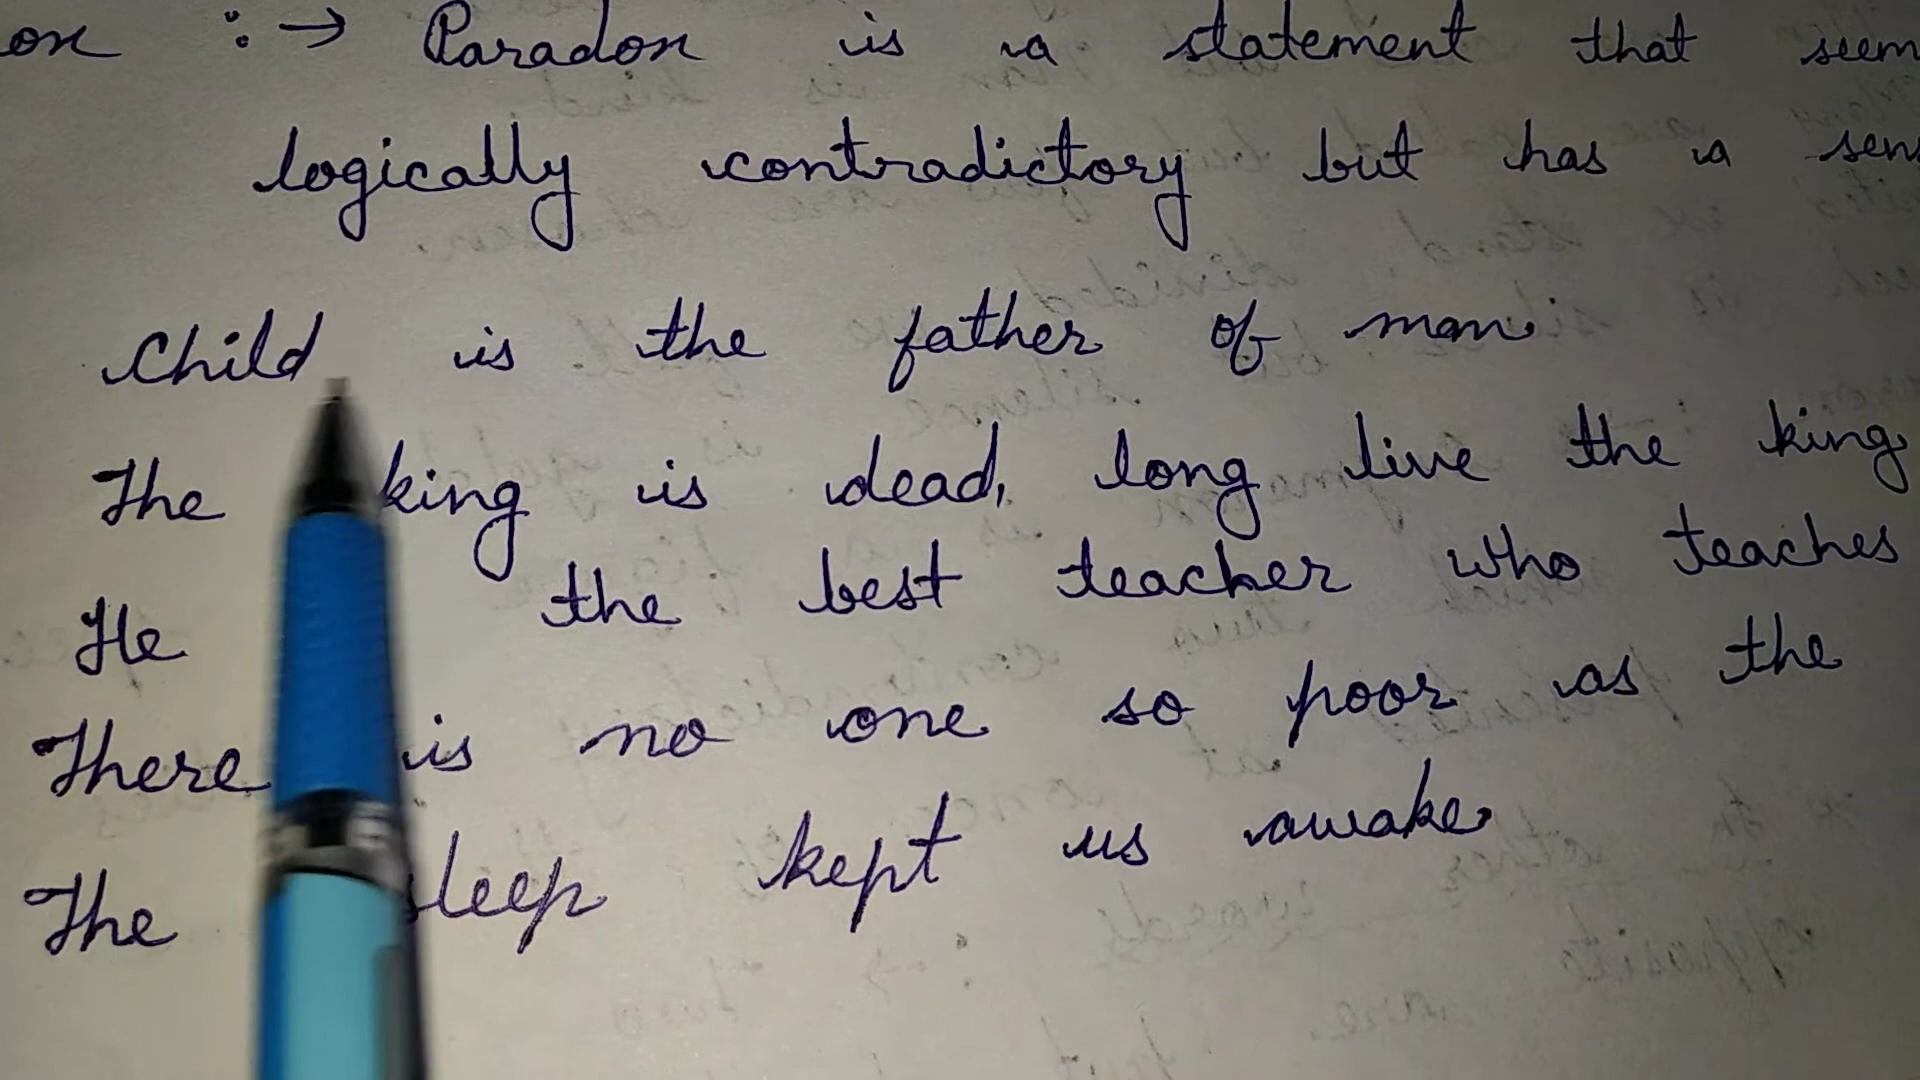 ox :→ Paradox is a statement that seem
logically contradictory but has a sens
Child is the father of man.
The king is dead, long live the king
He the best teacher who teaches
There is no one so poor as the
The sleep kept us awake.